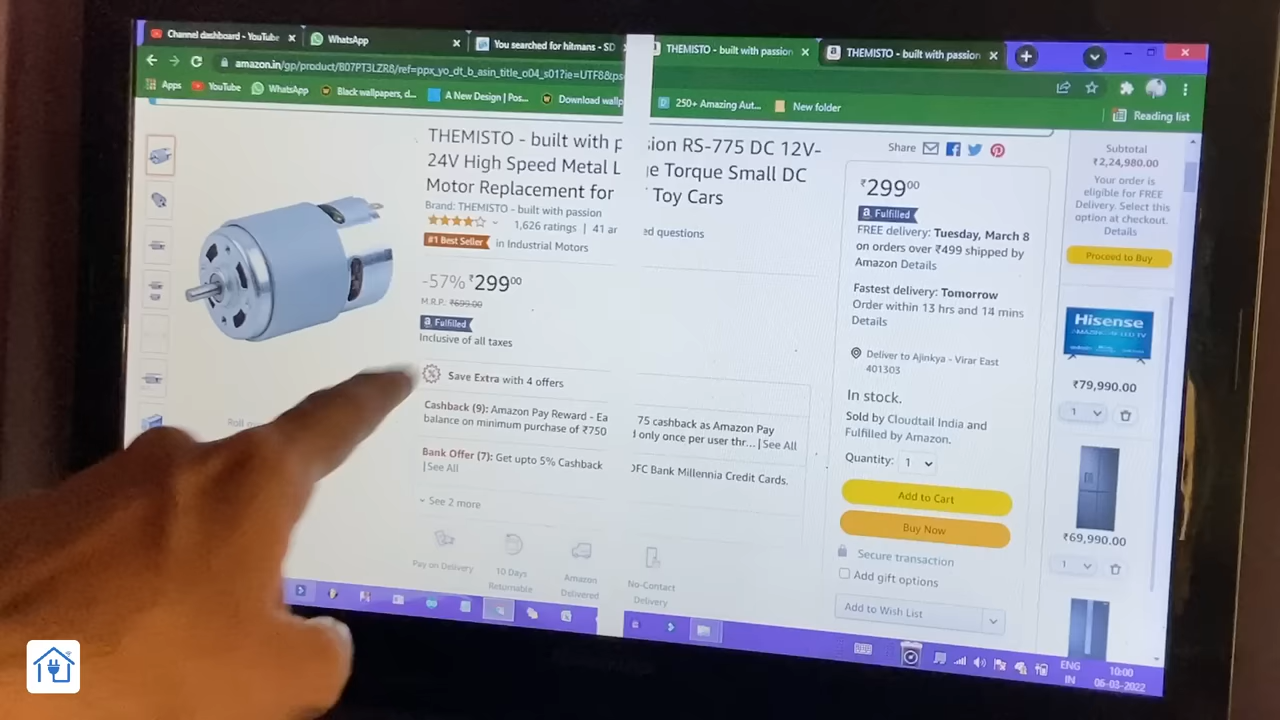 Channel dashboard - YouTube
WhatsApp
You searched for hitmans - SD
THEMISTO - built with passion
THEMISTO - built with passion
amazon.in/gp/product/B07PT3LZR8/ref=ppx_yo_dt_b_asin_title_o04_s01?ie=UTF8&ps
Apps
YouTube
WhatsApp
Black wallpapers, d...
A New Design | Pos...
Download wallp
250+ Amazing Aut...
New folder
Reading list
THEMISTO - built with p sion RS-775 DC 12V-
24V High Speed Metal L e Torque Small DC
Motor Replacement for Toy Cars
Brand: THEMISTO - built with passion
1,626 ratings | 41 ar ed questions
#1 Best Seller in Industrial Motors
-57% ₹29900
M.R.P.: ₹699.00
a Fulfilled
Inclusive of all taxes
Save Extra with 4 offers
Cashback (9): Amazon Pay Reward - Ea 75 cashback as Amazon Pay
balance on minimum purchase of ₹750 only once per user thr... | See All
Bank Offer (7): Get upto 5% Cashback DFC Bank Millennia Credit Cards.
| See All
See 2 more
Pay on Delivery
10 Days
Returnable
Amazon
Delivered
No-Contact
Delivery
Share
₹29900
a Fulfilled
FREE delivery: Tuesday, March 8
on orders over ₹499 shipped by
Amazon Details
Fastest delivery: Tomorrow
Order within 13 hrs and 14 mins
Details
Deliver to Ajinkya - Virar East
401303
In stock.
Sold by Cloudtail India and
Fulfilled by Amazon.
Quantity: 1
Add to Cart
Buy Now
Secure transaction
Add gift options
Add to Wish List
Subtotal
₹2,24,980.00
Your order is
eligible for FREE
Delivery. Select this
option at checkout.
Details
Proceed to Buy
Hisense
₹79,990.00
1
₹69,990.00
1
ENG
IN
10:00
06-03-2022